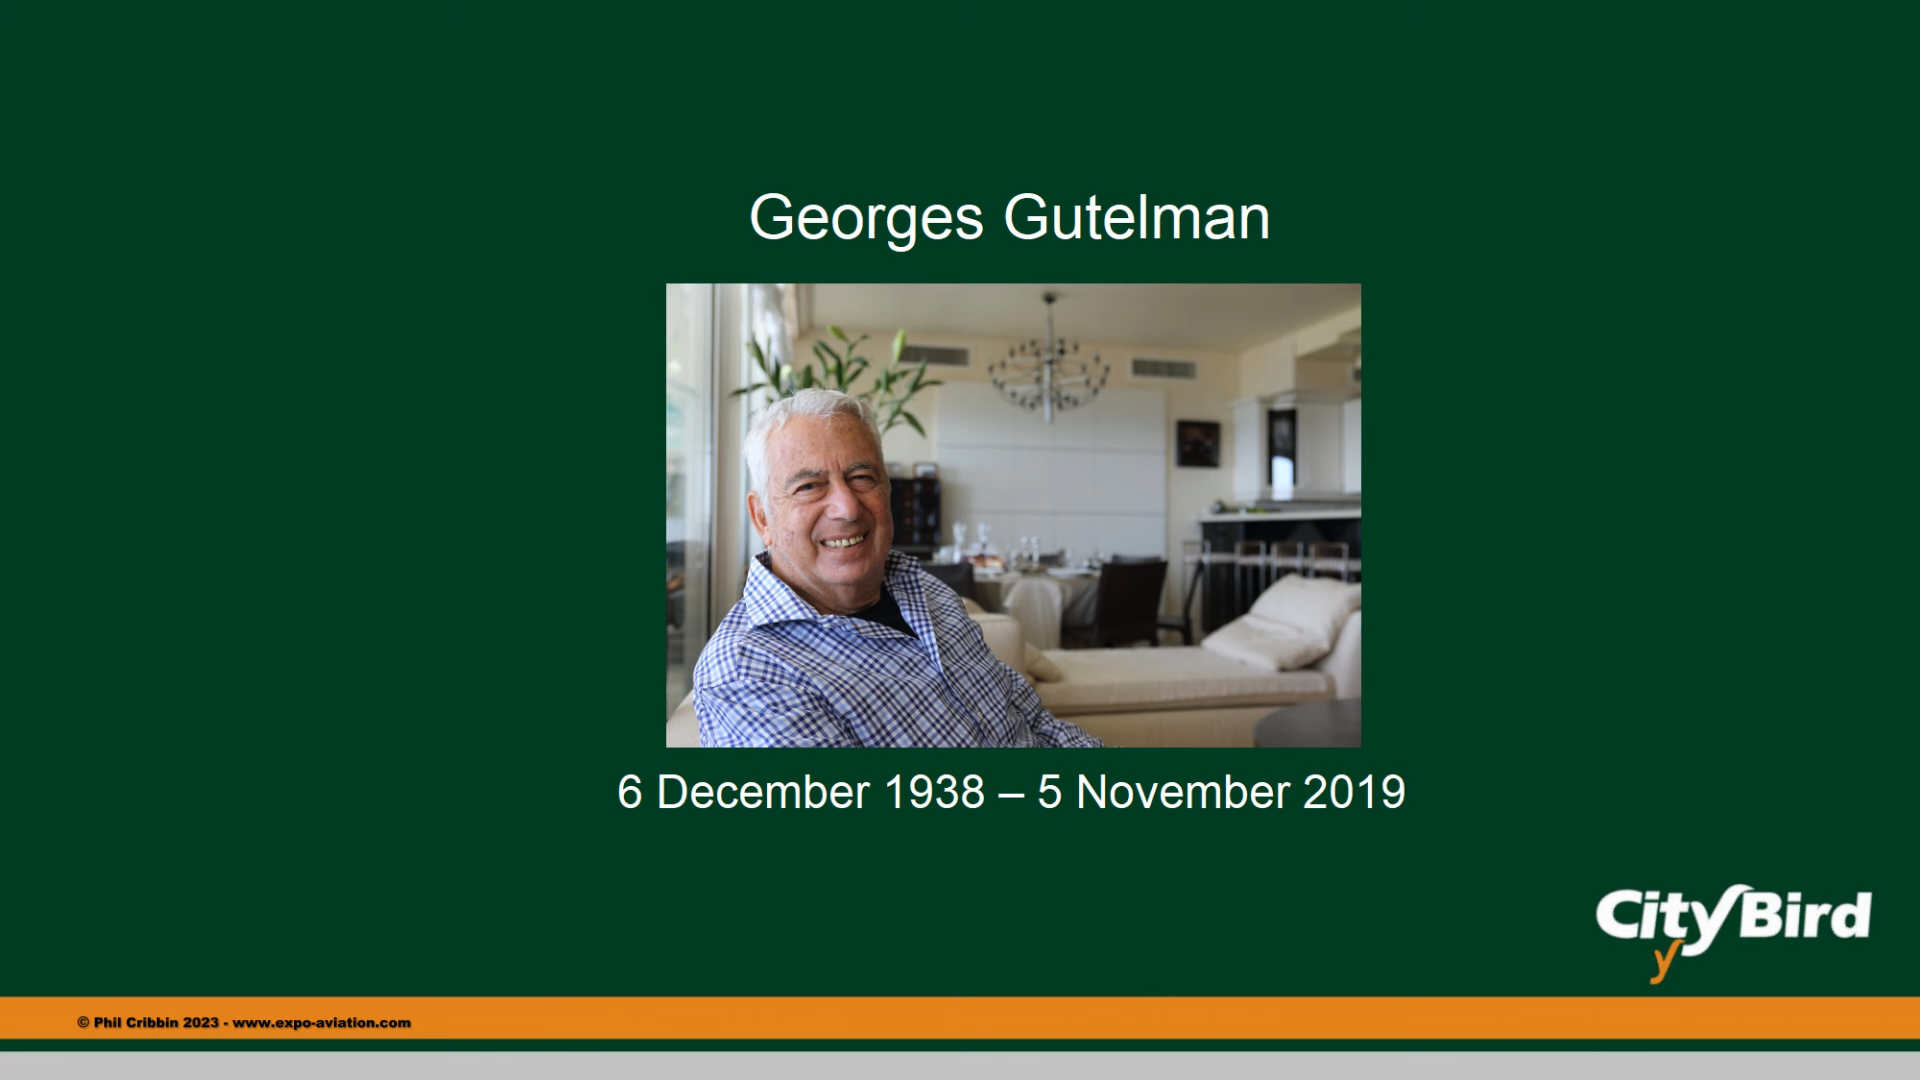 Georges Gutelman
6 December 1938 – 5 November 2019
CityBird
y
© Phil Cribbin 2023 - www.expo-aviation.com